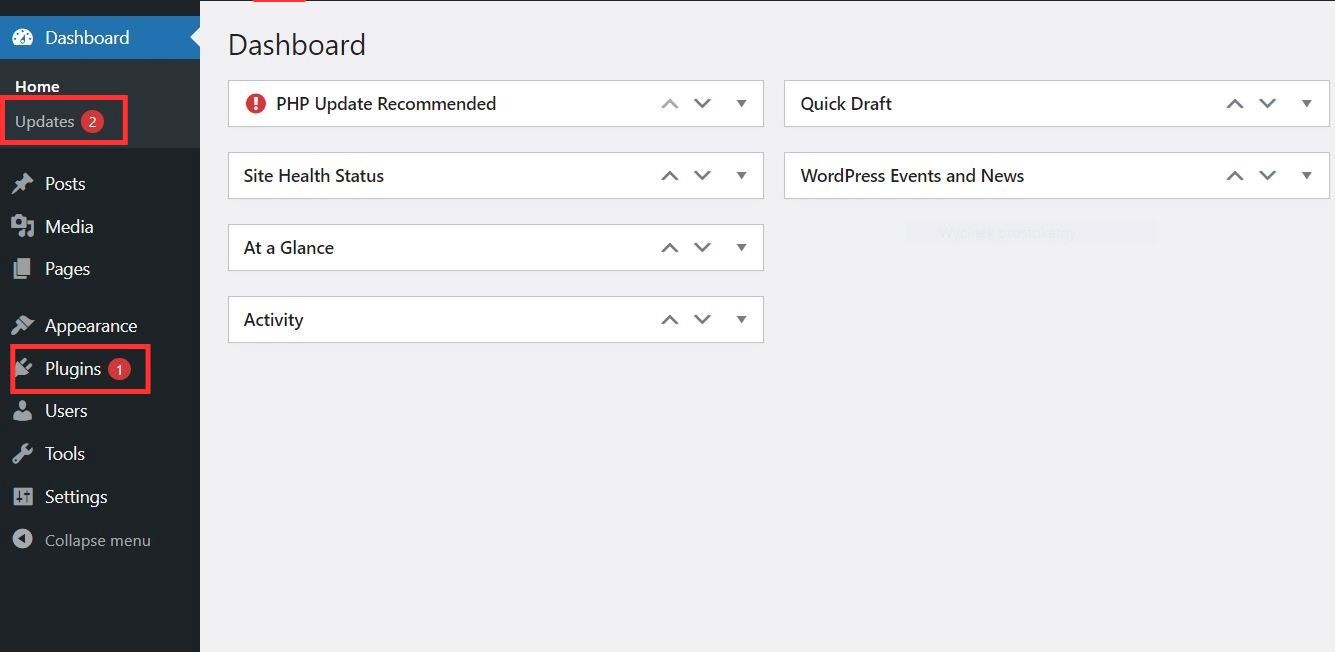 Dashboard
Home
Updates 2
Posts
Media
Pages
Appearance
Plugins 1
Users
Tools
Settings
Collapse menu
Dashboard
PHP Update Recommended
Site Health Status
At a Glance
Activity
Quick Draft
WordPress Events and News
Wycinek prostokątny